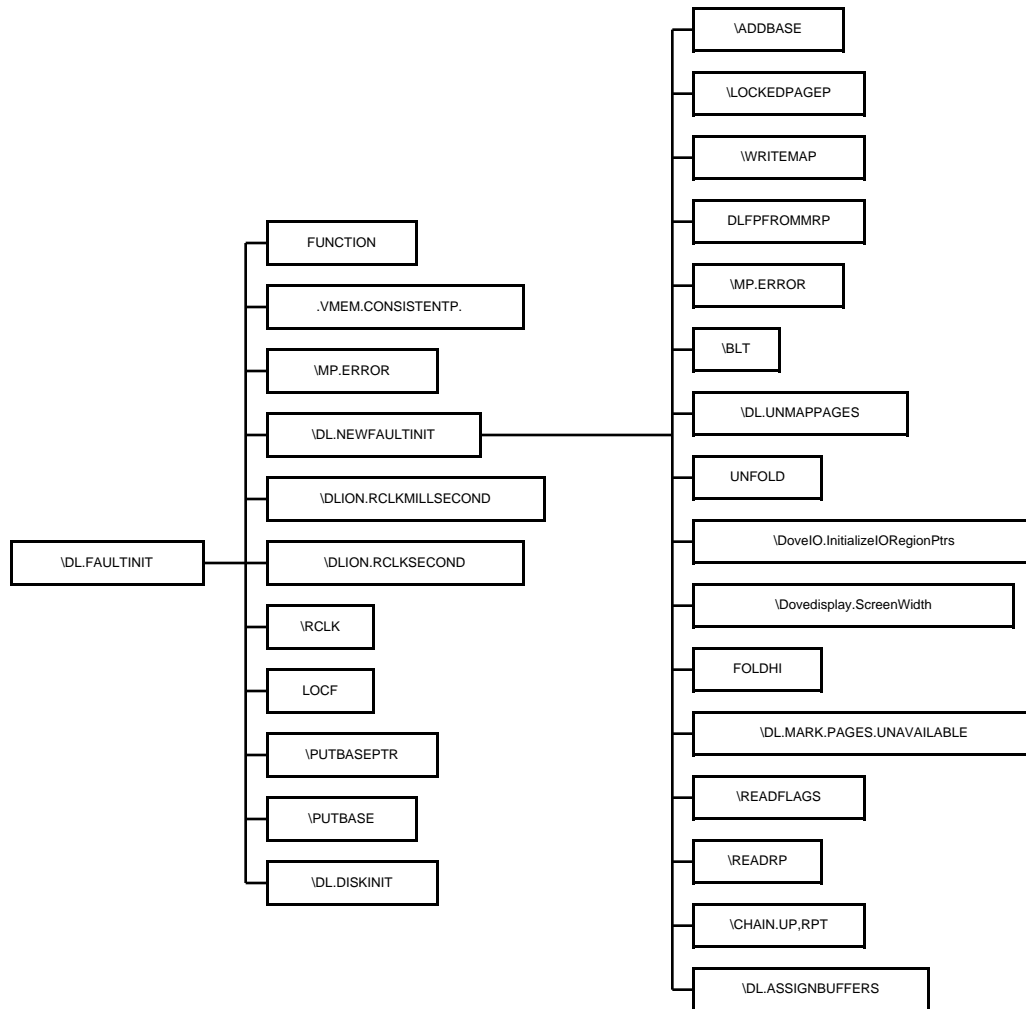 \DL.FAULTINIT
FUNCTION
.VMEM.CONSISTENTP.
\MP.ERROR
\DL.NEWFAULTINIT
\DLION.RCLKMILLSECOND
\DLION.RCLKSECOND
\RCLK
LOCF
\PUTBASEPTR
\PUTBASE
\DL.DISKINIT
\ADDBASE
\LOCKEDPAGEP
\WRITEMAP
DLFPFROMMRP
\MP.ERROR
\BLT
\DL.UNMAPPAGES
UNFOLD
\DoveIO.InitializeIORegionPtrs
\Dovedisplay.ScreenWidth
FOLDHI
\DL.MARK.PAGES.UNAVAILABLE
\READFLAGS
\READRP
\CHAIN.UP,RPT
\DL.ASSIGNBUFFERS